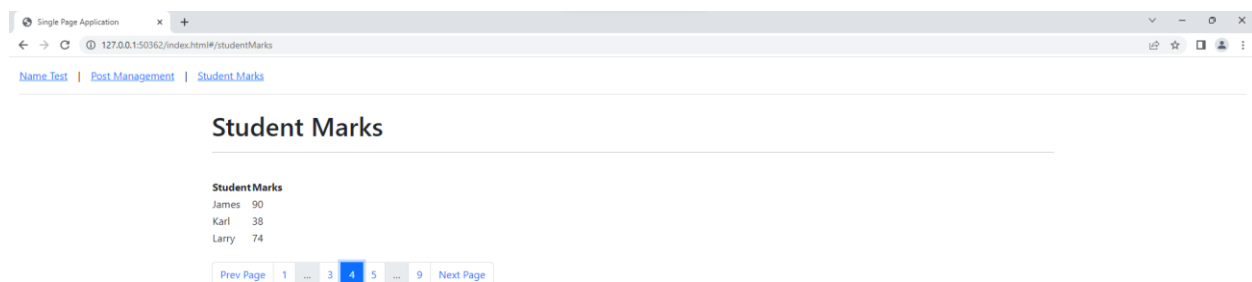 Single Page Application
127.0.0.1:50362/index.html#/studentMarks
Name Test | Post Management | Student Marks
Student Marks
Student Marks
James 90
Karl 38
Larry 74
Prev Page 1 ... 3 4 5 ... 9 Next Page